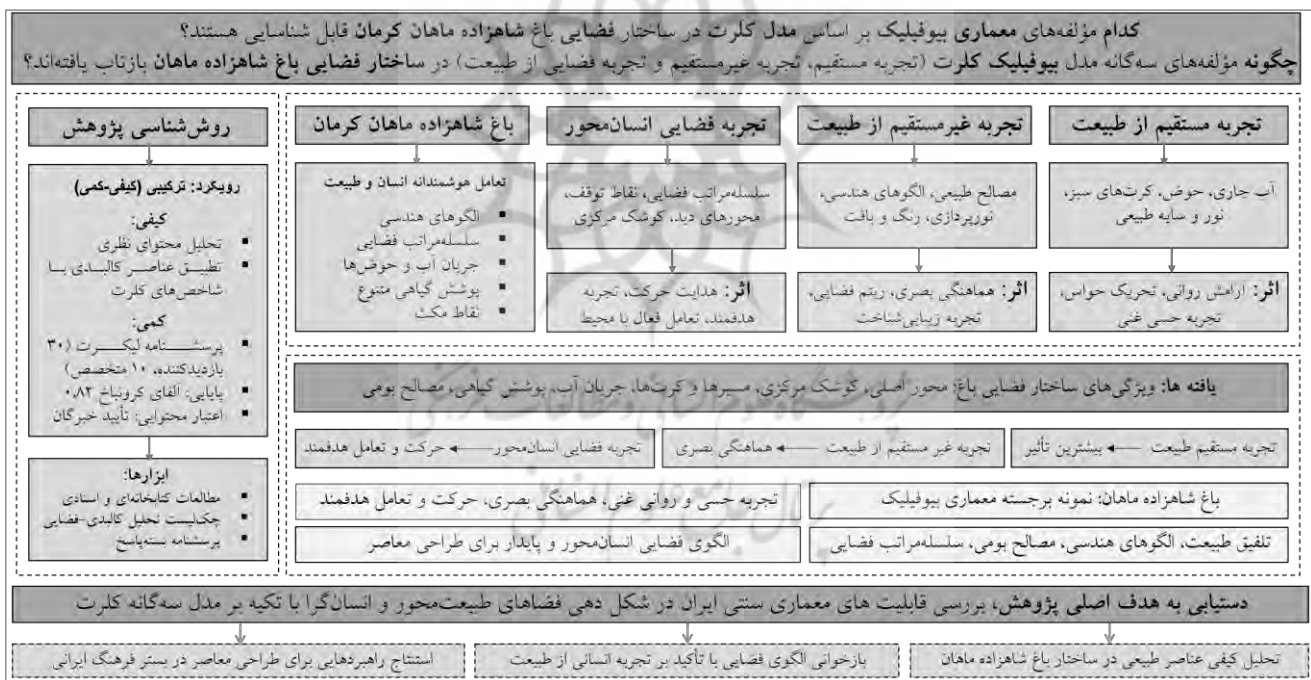 کدام مؤلفه‌های معماری بیوفیلیک بر اساس مدل کلرت در ساختار فضایی باغ شاهزاده ماهان کرمان قابل شناسایی هستند؟
چگونه مؤلفه‌های سه‌گانه مدل بیوفیلیک کلرت (تجربه مستقیم، تجربه غیرمستقیم و تجربه فضایی از طبیعت) در ساختار فضایی باغ شاهزاده ماهان بازتاب یافته‌اند؟
تجربه مستقیم از طبیعت
آب جاری، حوض، کرت‌های سبز،
نور و سایه طبیعی
اثر: آرامش روانی، تحریک حواس،
تجربه حسی غنی
تجربه غیرمستقیم از طبیعت
مصالح طبیعی، الگوهای هندسی،
نورپردازی، رنگ و بافت
اثر: هماهنگی بصری، ریتم فضایی،
تجربه زیبایی‌شناخت
تجربه فضایی انسان‌محور
سلسله‌مراتب فضایی، نقاط توقف،
محورهای دید، کوشک مرکزی
اثر: هدایت حرکت، تجربه
هدفمند، تعامل فعال با محیط
باغ شاهزاده ماهان کرمان
تعامل هوشمندانه انسان و طبیعت
■ الگوهای هندسی
■ سلسله‌مراتب فضایی
■ جریان آب و حوض‌ها
■ پوشش گیاهی متنوع
■ نقاط مکث
روش‌شناسی پژوهش
رویکرد: ترکیبی (کیفی-کمی)
کیفی:
■ تحلیل محتوای نظری
■ تطبیق عناصر کالبدی با
شاخص‌های کلرت
کمی:
■ پرسشنامه لیکرت (۳۰
بازدیدکننده، ۱۰ متخصص)
■ پایایی: آلفای کرونباخ ۰٫۸۲
■ اعتبار محتوایی: تأیید خبرگان
ابزارها:
■ مطالعات کتابخانه‌ای و اسنادی
■ چک‌لیست تحلیل کالبدی-فضایی
■ پرسشنامه بسته‌پاسخ
یافته ها: ویژگی‌های ساختار فضایی باغ: محور اصلی، کوشک مرکزی، مسیرها و کرت‌ها، جریان آب، پوشش گیاهی، مصالح بومی
تجربه مستقیم طبیعت ← بیشترین تأثیر
تجربه غیر مستقیم از طبیعت ← هماهنگی بصری
تجربه فضایی انسان‌محور ← حرکت و تعامل هدفمند
باغ شاهزاده ماهان: نمونه برجسته معماری بیوفیلیک
تجربه حسی و روانی غنی، هماهنگی بصری، حرکت و تعامل هدفمند
تلفیق طبیعت، الگوهای هندسی، مصالح بومی، سلسله‌مراتب فضایی
الگوی فضایی انسان‌محور و پایدار برای طراحی معاصر
پژوهشگاه علوم انسانی و مطالعات فرهنگی
پرتال جامع علوم انسانی
دستیابی به هدف اصلی پژوهش، بررسی قابلیت های معماری سنتی ایران در شکل دهی فضاهای طبیعت‌محور و انسان‌گرا با تکیه بر مدل سه‌گانه کلرت
تحلیل کیفی عناصر طبیعی در ساختار باغ شاهزاده ماهان
بازخوانی الگوی فضایی با تأکید بر تجربه انسانی از طبیعت
استنتاج راهبردهایی برای طراحی معاصر در بستر فرهنگ ایرانی